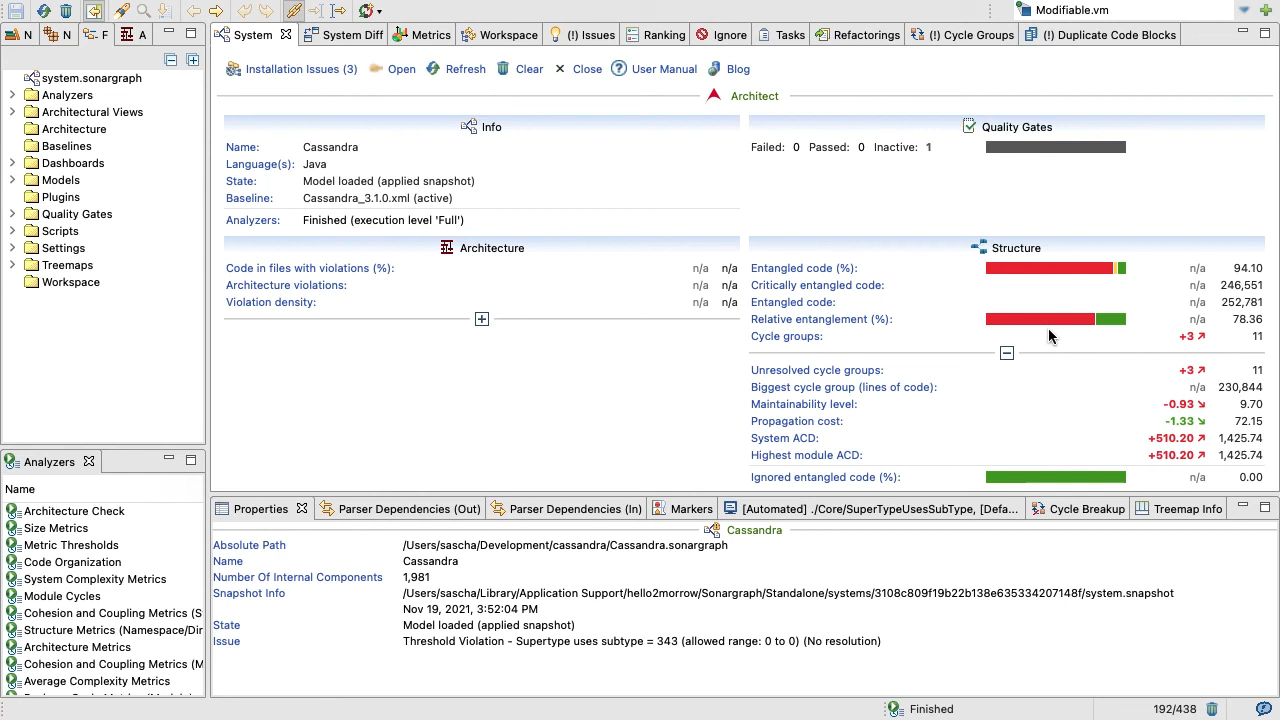 Modifiable.vm
N
N
F
A
System
System Diff
Metrics
Workspace
(!) Issues
Ranking
Ignore
Tasks
Refactorings
(!) Cycle Groups
(!) Duplicate Code Blocks
system.sonargraph
Analyzers
Architectural Views
Architecture
Baselines
Dashboards
Models
Plugins
Quality Gates
Scripts
Settings
Treemaps
Workspace
Installation Issues (3)
Open
Refresh
Clear
Close
User Manual
Blog
Architect
Info
Name: Cassandra
Language(s): Java
State: Model loaded (applied snapshot)
Baseline: Cassandra_3.1.0.xml (active)
Analyzers: Finished (execution level 'Full')
Quality Gates
Failed: 0 Passed: 0 Inactive: 1
Architecture
Code in files with violations (%): n/a n/a
Architecture violations: n/a n/a
Violation density: n/a n/a
Structure
Entangled code (%): n/a 94.10
Critically entangled code: n/a 246,551
Entangled code: n/a 252,781
Relative entanglement (%): n/a 78.36
Cycle groups: +3 11
Unresolved cycle groups: +3 11
Biggest cycle group (lines of code): n/a 230,844
Maintainability level: -0.93 9.70
Propagation cost: -1.33 72.15
System ACD: +510.20 1,425.74
Highest module ACD: +510.20 1,425.74
Ignored entangled code (%): n/a 0.00
Analyzers
Name
Architecture Check
Size Metrics
Metric Thresholds
Code Organization
System Complexity Metrics
Module Cycles
Cohesion and Coupling Metrics (S
Structure Metrics (Namespace/Dir
Architecture Metrics
Cohesion and Coupling Metrics (M
Average Complexity Metrics
Properties
Parser Dependencies (Out)
Parser Dependencies (In)
Markers
[Automated] ./Core/SuperTypeUsesSubType, [Defa...
Cycle Breakup
Treemap Info
Cassandra
Absolute Path /Users/sascha/Development/cassandra/Cassandra.sonargraph
Name Cassandra
Number Of Internal Components 1,981
Snapshot Info /Users/sascha/Library/Application Support/hello2morrow/Sonargraph/Standalone/systems/3108c809f19b22b138e635334207148f/system.snapshot
Nov 19, 2021, 3:52:04 PM
State Model loaded (applied snapshot)
Issue Threshold Violation - Supertype uses subtype = 343 (allowed range: 0 to 0) (No resolution)
Finished
192/438